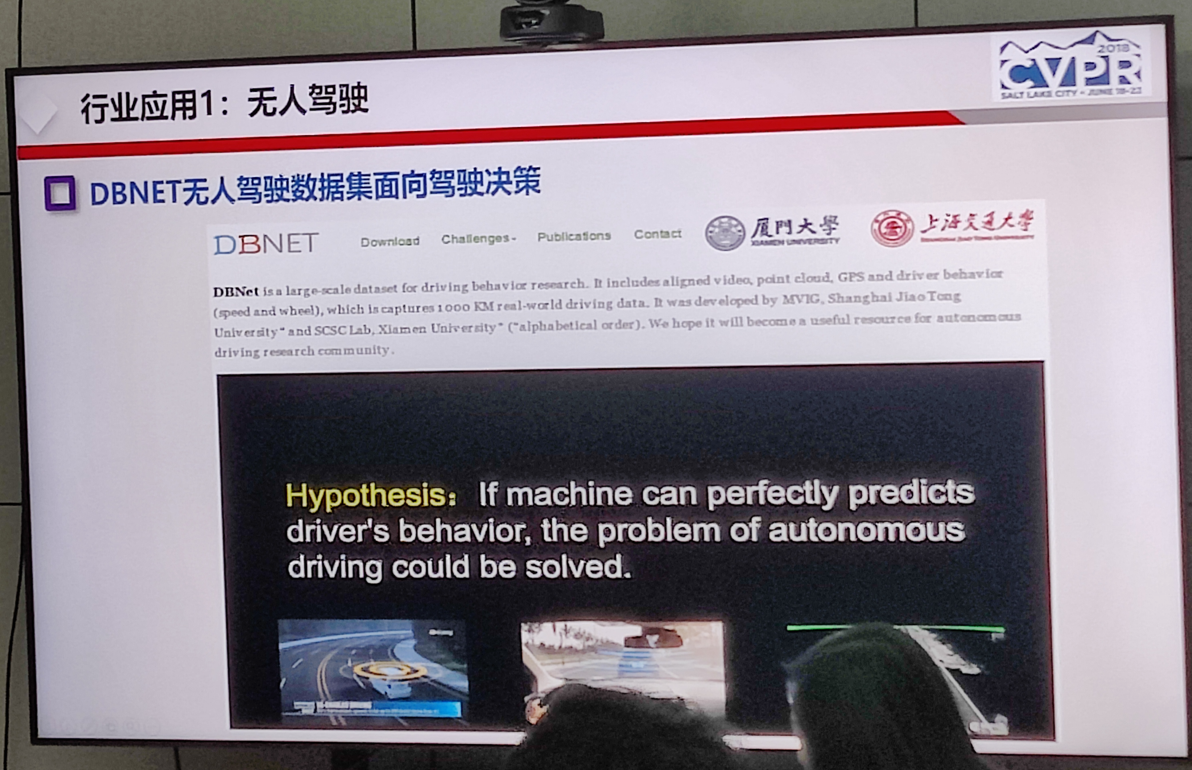 2018
CVPR
SALT LAKE CITY • JUNE 18-22
行业应用1：无人驾驶
DBNET无人驾驶数据集面向驾驶决策
DBNET Download Challenges Publications Contact 廈門大學 上海交通大学
XIAMEN UNIVERSITY SHANGHAI JIAO TONG UNIVERSITY
DBNet is a large-scale dataset for driving behavior research. It includes aligned video, point cloud, GPS and driver behavior
(speed and wheel), which is captures 1000 KM real-world driving data. It was developed by MVIG, Shanghai Jiao Tong
University* and SCSC Lab, Xiamen University* (*alphabetical order). We hope it will become a useful resource for autonomous
driving research community.
Hypothesis： If machine can perfectly predicts
driver's behavior, the problem of autonomous
driving could be solved.